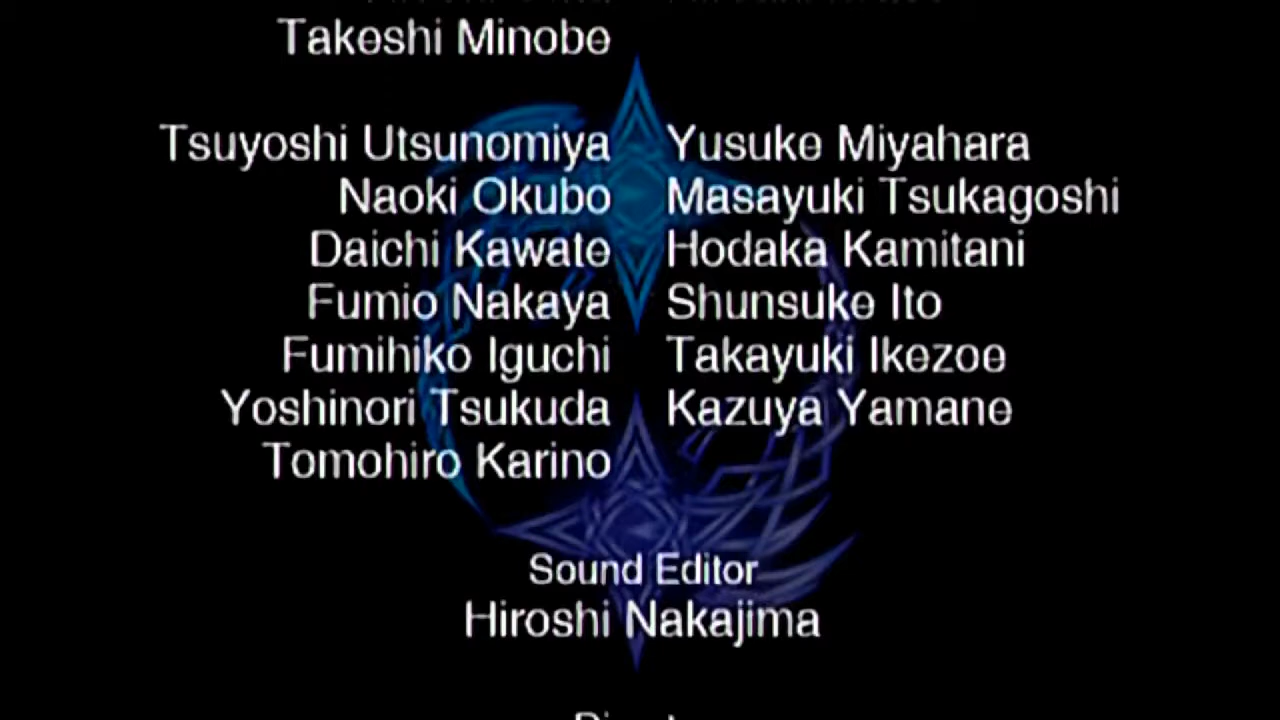 Takeshi Minobe
Tsuyoshi Utsunomiya Yusuke Miyahara
Naoki Okubo Masayuki Tsukagoshi
Daichi Kawate Hodaka Kamitani
Fumio Nakaya Shunsuke Ito
Fumihiko Iguchi Takayuki Ikezoe
Yoshinori Tsukuda Kazuya Yamane
Tomohiro Karino
Sound Editor
Hiroshi Nakajima